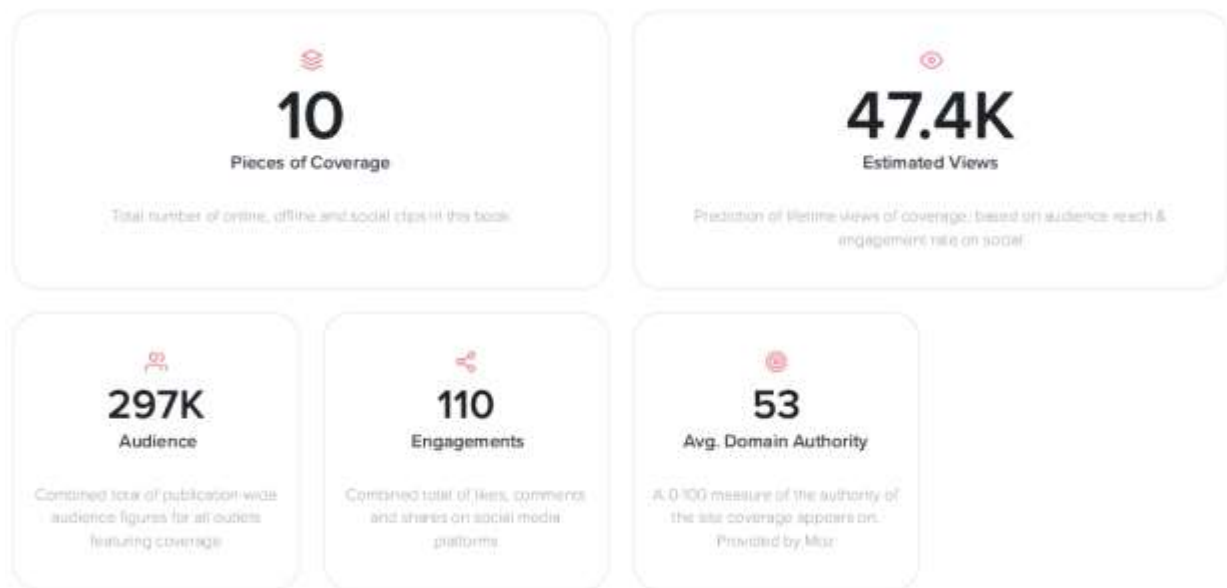 10
Pieces of Coverage
Total number of online, offline and social clips in this book
47.4K
Estimated Views
Prediction of lifetime views of coverage, based on audience reach &
engagement rate on social
297K
Audience
Combined total of publication-wide
audience figures for all outlets
featuring coverage
110
Engagements
Combined total of likes, comments
and shares on social media
platforms
53
Avg. Domain Authority
A 0-100 measure of the authority of
the site coverage appears on.
Provided by Moz